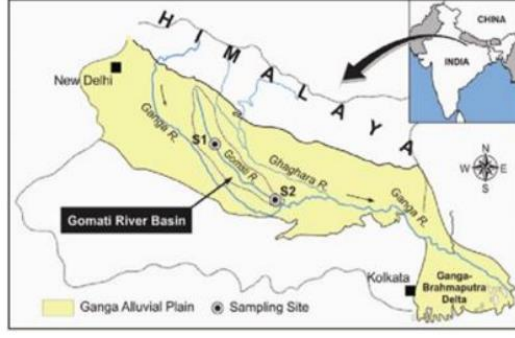 HIMALAYA
CHINA
INDIA
New Delhi
Ganga R.
S1
Gomati R.
Ghaghara R.
S2
Ganga R.
N
W E
S
Gomati River Basin
Kolkata
Ganga-
Brahmaputra
Delta
Ganga Alluvial Plain
Sampling Site